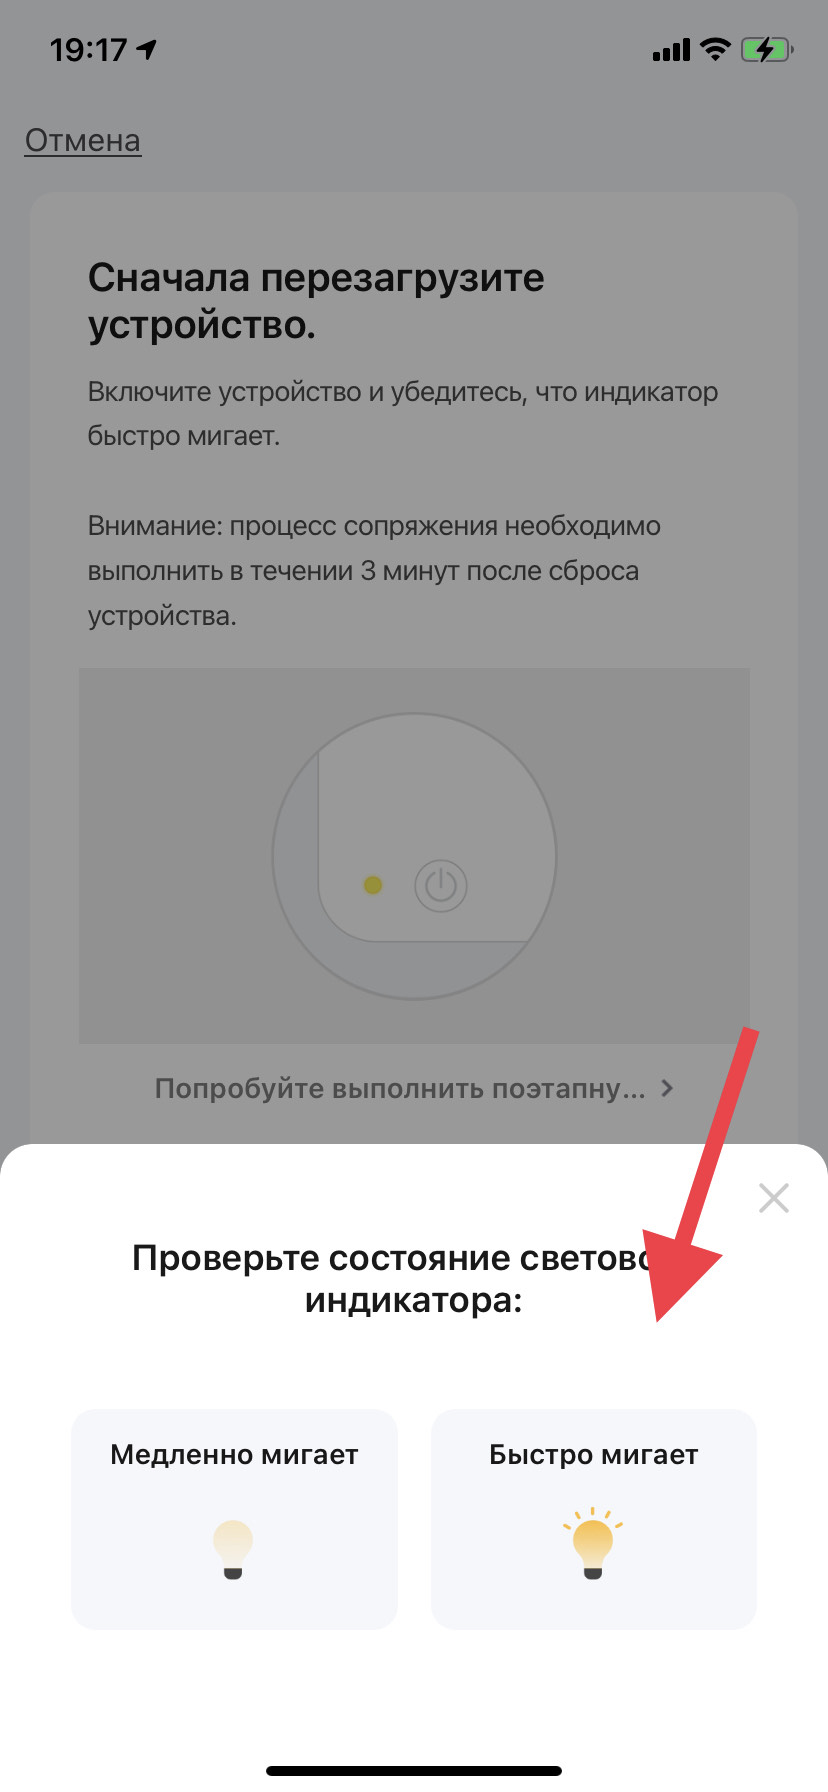 19:17
Отмена
Сначала перезагрузите
устройство.
Включите устройство и убедитесь, что индикатор
быстро мигает.
Внимание: процесс сопряжения необходимо
выполнить в течении 3 минут после сброса
устройства.
Попробуйте выполнить поэтапну...
Проверьте состояние светово
индикатора:
Медленно мигает
Быстро мигает